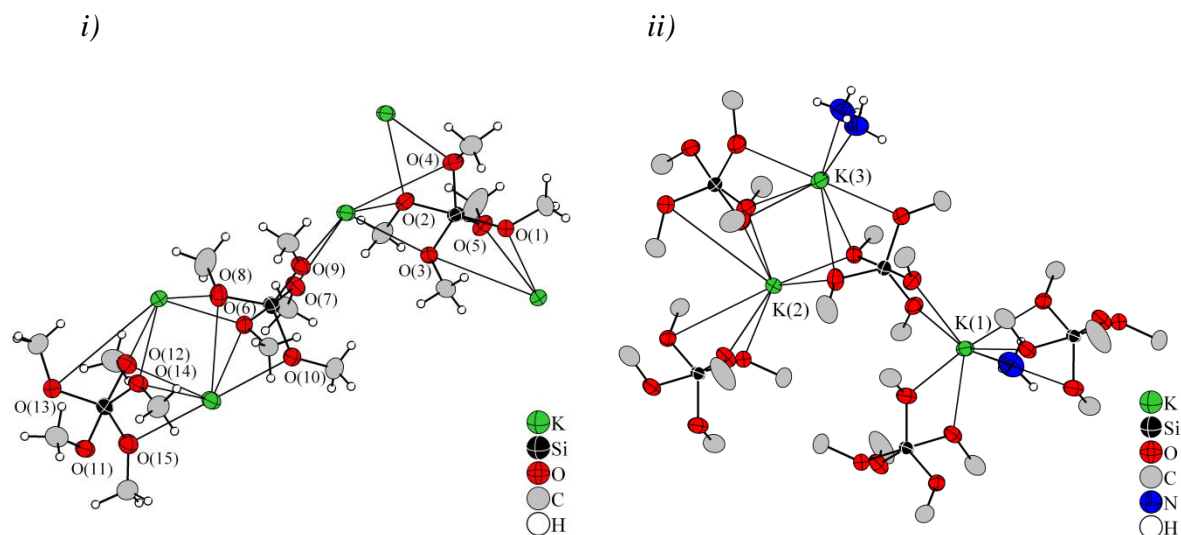 i)
O(4)
O(2)
O(1)
O(5)
O(3)
O(9)
O(8)
O(7)
O(6)
O(12)
O(14)
O(10)
O(13)
O(11)
O(15)
K
Si
O
C
H
ii)
K(3)
K(2)
K(1)
K
Si
O
C
N
H